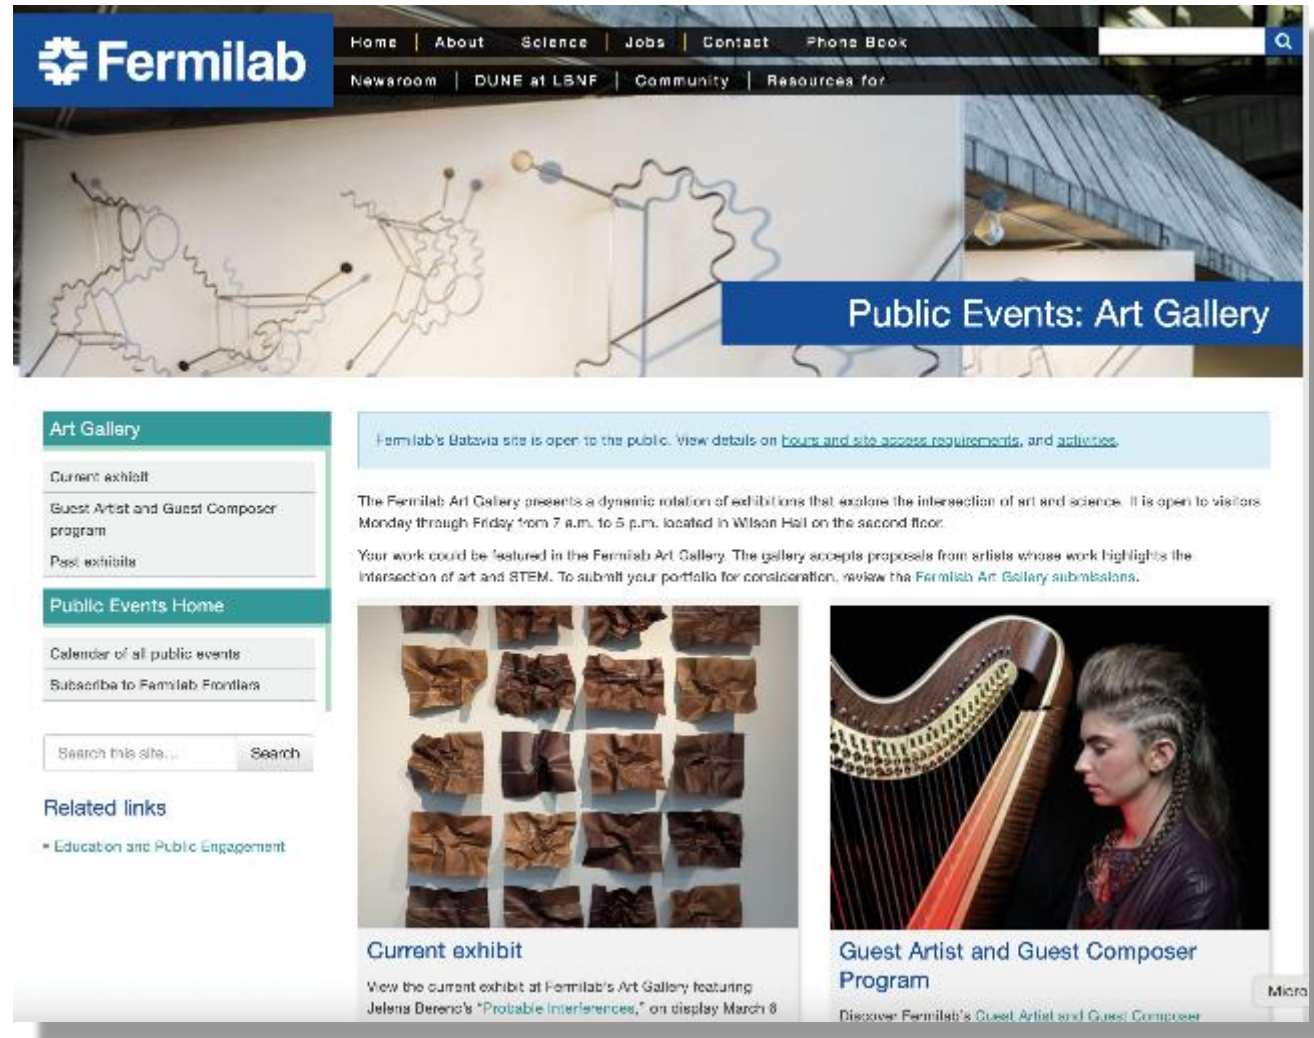 Fermilab
Home | About Science | Jobs | Contact Phone Book
Newsroom | DUNE at LBNF | Community | Resources for
Public Events: Art Gallery
Art Gallery
Current exhibit
Guest Artist and Guest Composer
program
Past exhibits
Public Events Home
Calendar of all public events
Subscribe to Fermilab Frontiers
Search this site... Search
Related links
Education and Public Engagement
Fermilab's Batavia site is open to the public. View details on hours and site access requirements, and activities.
The Fermilab Art Gallery presents a dynamic rotation of exhibitions that explore the intersection of art and science. It is open to visitors
Monday through Friday from 7 a.m. to 5 p.m. located in Wilson Hall on the second floor.
Your work could be featured in the Fermilab Art Gallery. The gallery accepts proposals from artists whose work highlights the
intersection of art and STEM. To submit your portfolio for consideration, review the Fermilab Art Gallery submissions.
Current exhibit
View the current exhibit at Fermilab's Art Gallery featuring
Jelena Berenc's "Probable Interferences," on display March 8
Guest Artist and Guest Composer
Program
Discover Fermilab's Guest Artist and Guest Composer
Micro